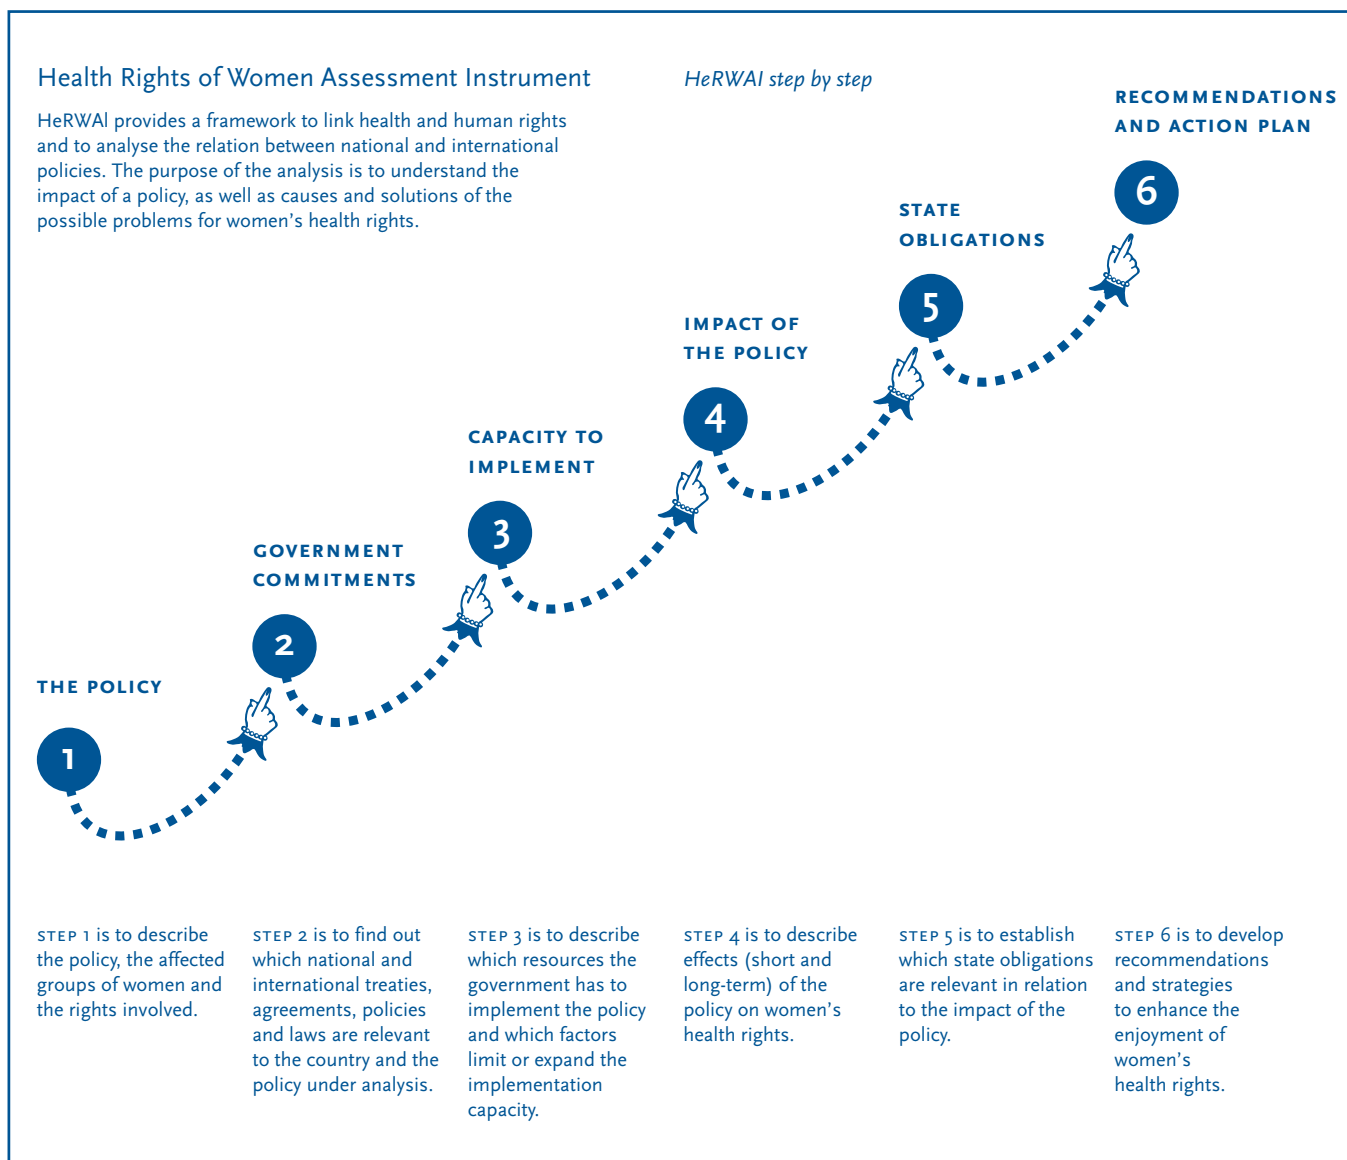 Health Rights of Women Assessment Instrument
HeRWAI provides a framework to link health and human rights
and to analyse the relation between national and international
policies. The purpose of the analysis is to understand the
impact of a policy, as well as causes and solutions of the
possible problems for women's health rights.
HeRWAI step by step
THE POLICY
1
GOVERNMENT
COMMITMENTS
2
CAPACITY TO
IMPLEMENT
3
IMPACT OF
THE POLICY
4
STATE
OBLIGATIONS
5
RECOMMENDATIONS
AND ACTION PLAN
6
STEP 1 is to describe
the policy, the affected
groups of women and
the rights involved.
STEP 2 is to find out
which national and
international treaties,
agreements, policies
and laws are relevant
to the country and the
policy under analysis.
STEP 3 is to describe
which resources the
government has to
implement the policy
and which factors
limit or expand the
implementation
capacity.
STEP 4 is to describe
effects (short and
long-term) of the
policy on women's
health rights.
STEP 5 is to establish
which state obligations
are relevant in relation
to the impact of the
policy.
STEP 6 is to develop
recommendations
and strategies
to enhance the
enjoyment of
women's
health rights.